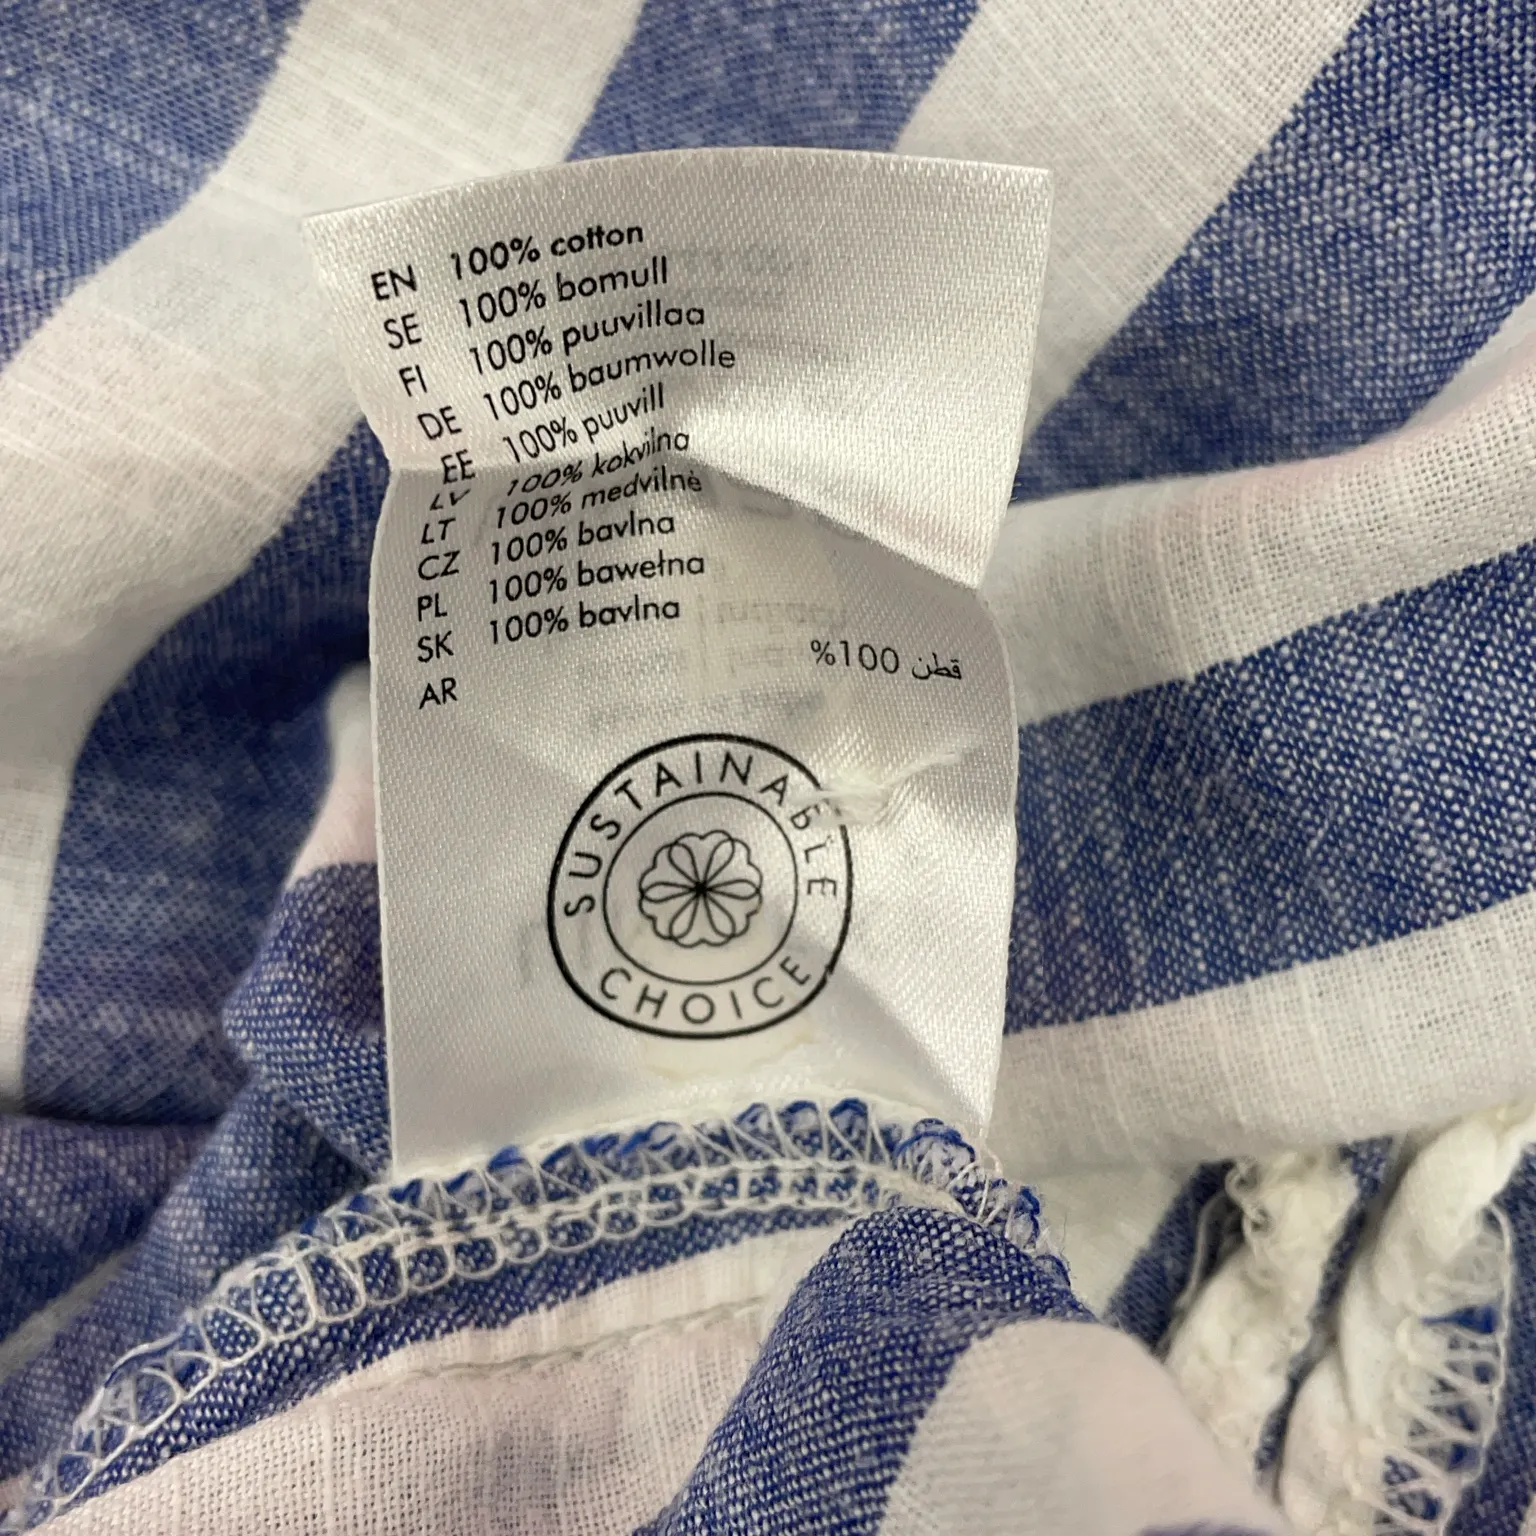 EN 100% cotton
SE 100% bomull
FI 100% puuvillaa
DE 100% baumwolle
EE 100% puuvill
LV 100% kokvilna
LT 100% medvilnė
CZ 100% bavlna
PL 100% bawełna
SK 100% bavlna
AR قطن 100%
SUSTAINABLE
CHOICE